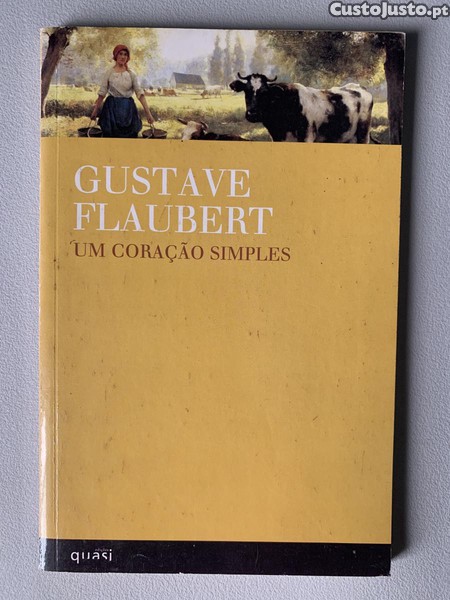 CustoJusto.pt
GUSTAVE
FLAUBERT
UM CORAÇÃO SIMPLES
quasi